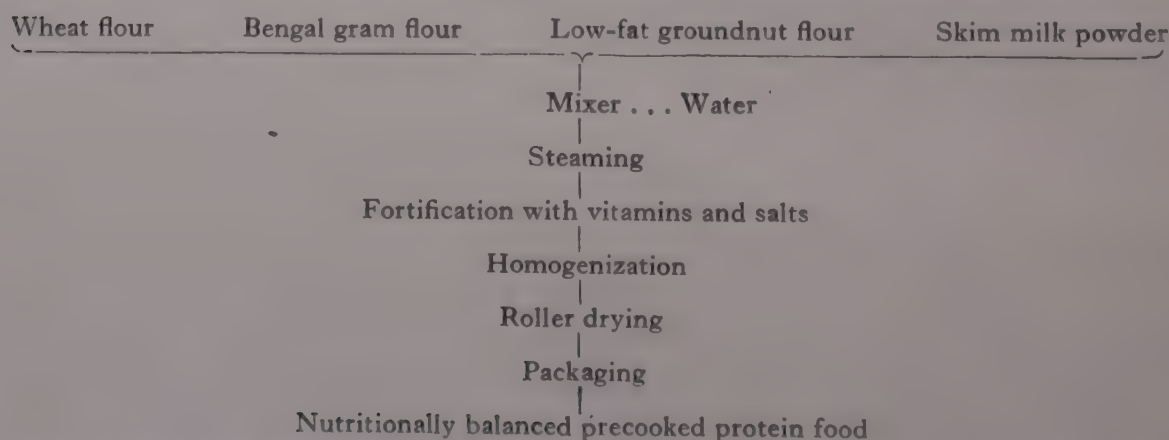 Wheat flour Bengal gram flour Low-fat groundnut flour Skim milk powder
Mixer . . . Water
Steaming
Fortification with vitamins and salts
Homogenization
Roller drying
Packaging
Nutritionally balanced precooked protein food